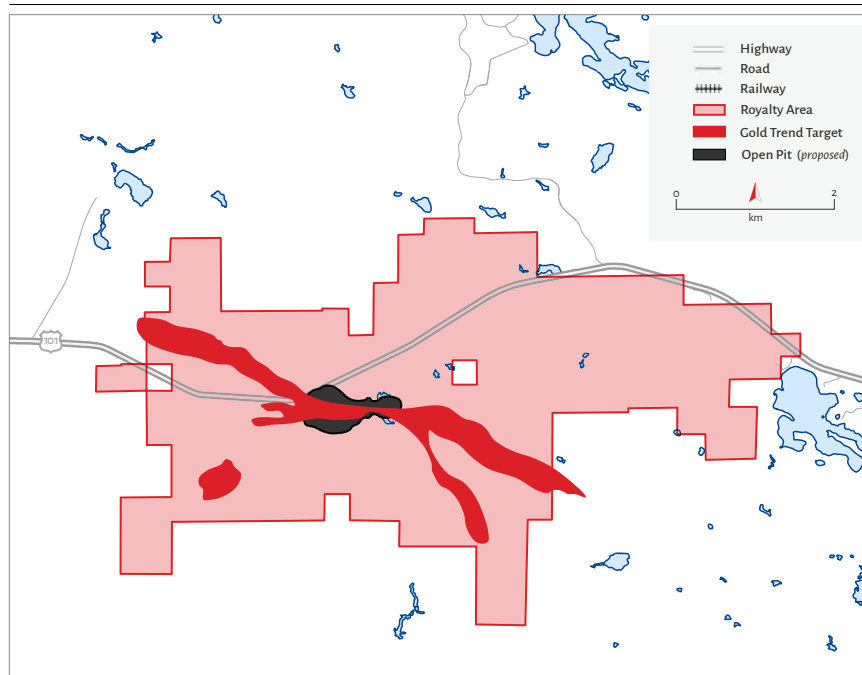 Highway
Road
Railway
Royalty Area
Gold Trend Target
Open Pit (proposed)
0 2
km
101